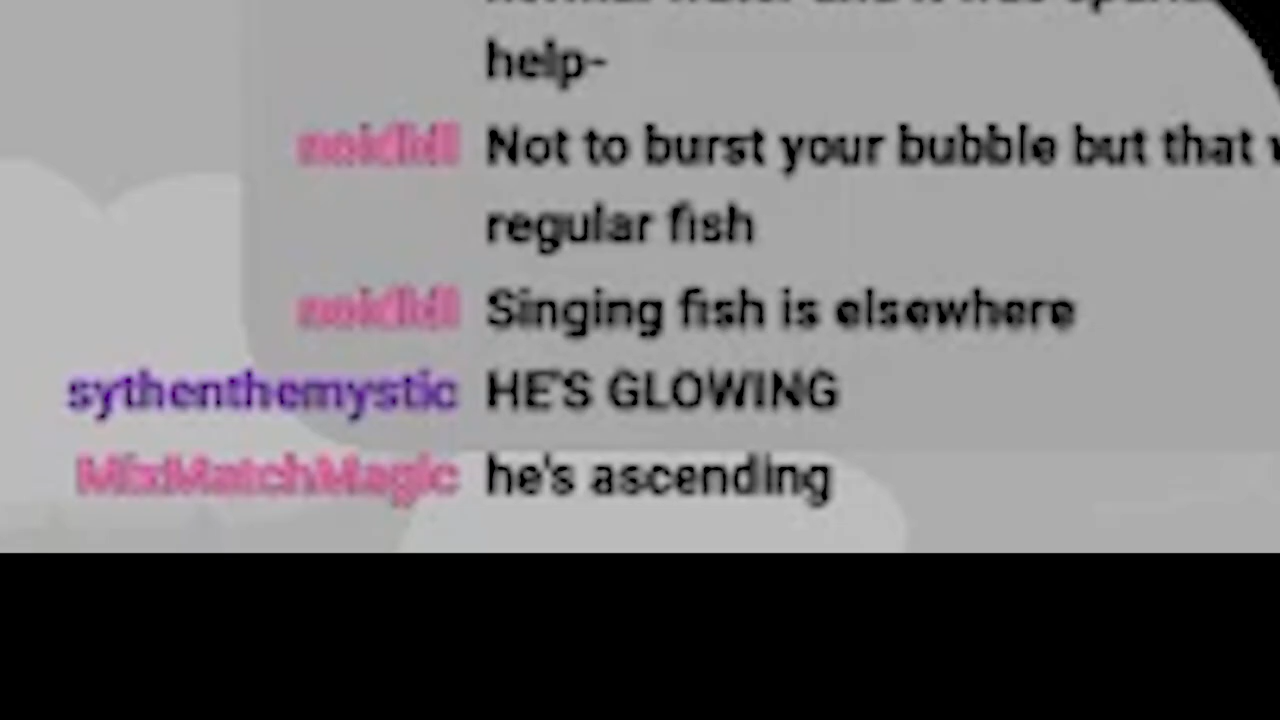 help-
Not to burst your bubble but that
regular fish
Singing fish is elsewhere
sythenthemystic HE'S GLOWING
MixMatchMagic he's ascending